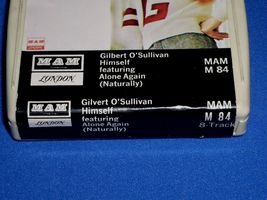 MAM
MAM
LONDON
Gilbert O'Sullivan
Himself
featuring
Alone Again
(Naturally)
MAM
M 84
MAM
LONDON
Gilvert O'Sullivan
Himself
featuring
Alone Again
(Naturally)
MAM
M 84
8-Track